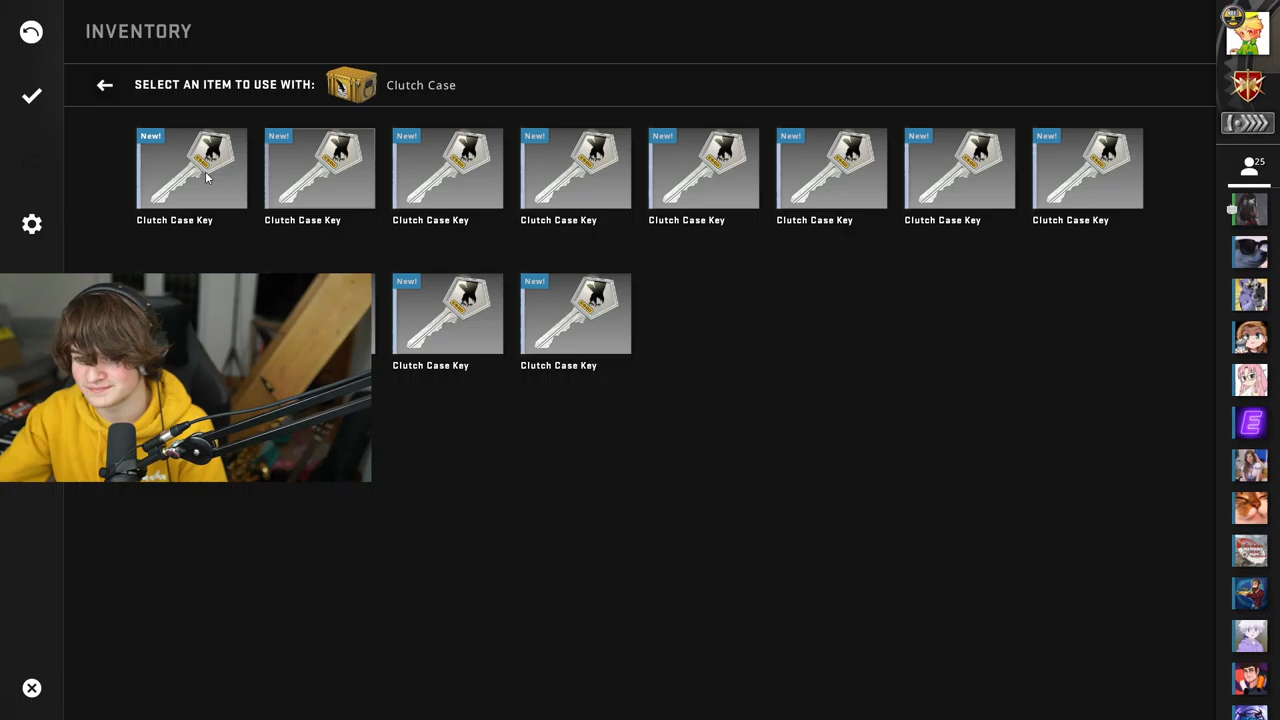 INVENTORY
SELECT AN ITEM TO USE WITH: Clutch Case
25
New! New! New! New! New! New! New! New!
Clutch Case Key Clutch Case Key Clutch Case Key Clutch Case Key Clutch Case Key Clutch Case Key Clutch Case Key Clutch Case Key
New! New!
Clutch Case Key Clutch Case Key
E